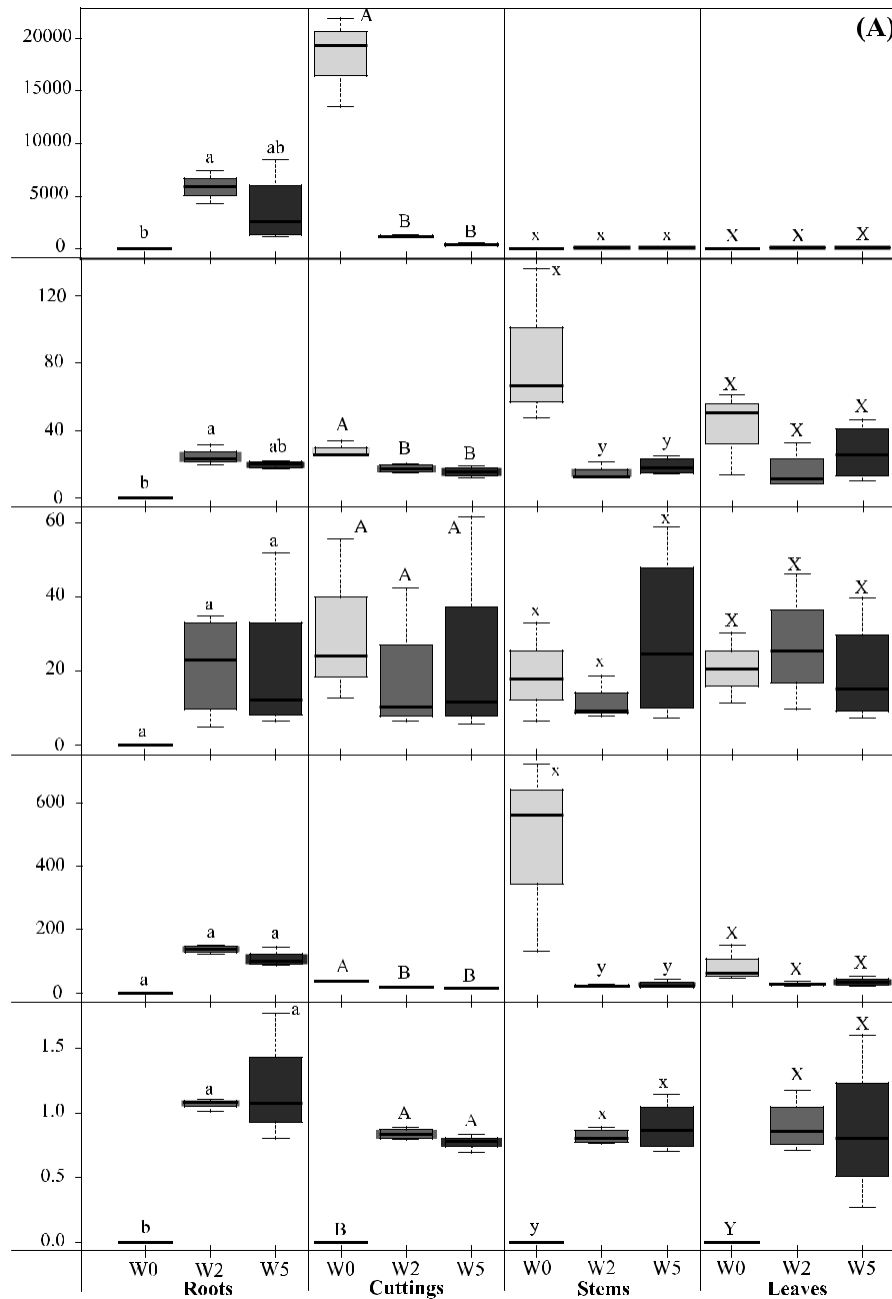 (A)
20000
15000
10000
5000
0
b a ab A B B x x x X X X
120
80
40
0
b a ab A B B x y y X X X
60
40
20
0
a a a A A A x x x X X X
600
400
200
0
a a a A B B x y y X X X
1.5
1.0
0.5
0.0
b a a B A A y x x Y X X
W0 W2 W5 W0 W2 W5 W0 W2 W5 W0 W2 W5
Roots Cuttings Stems Leaves